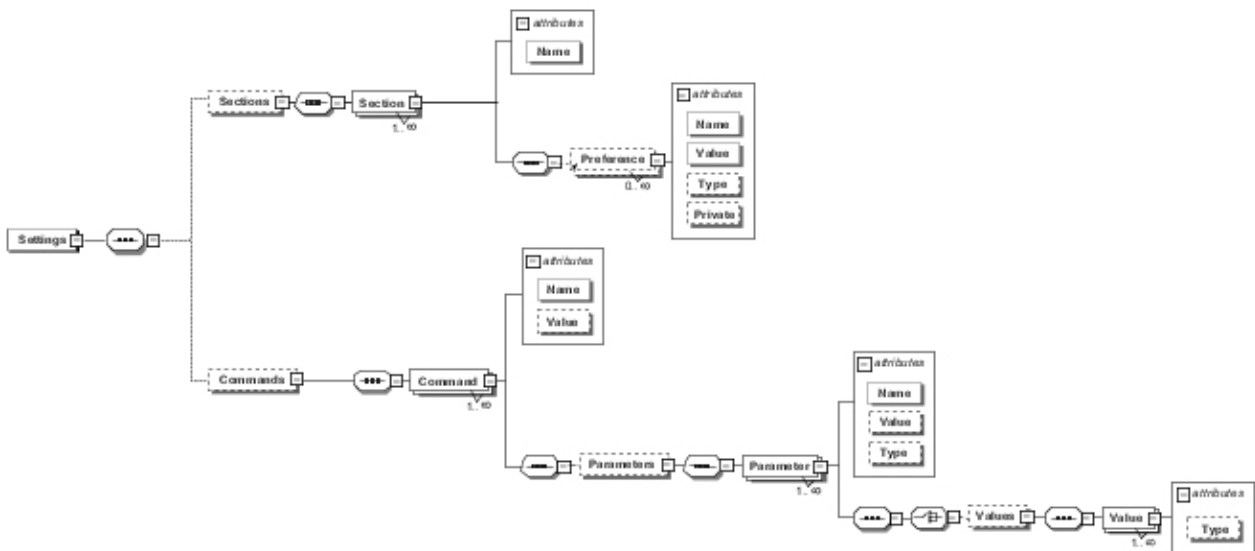 attributes
Name
Sections
Section
1..∞
attributes
Name
Value
Type
Private
Preference
0..∞
Settings
attributes
Name
Value
Commands
Command
1..∞
attributes
Name
Value
Type
Parameters
Parameter
1..∞
attributes
Type
Values
Value
1..∞